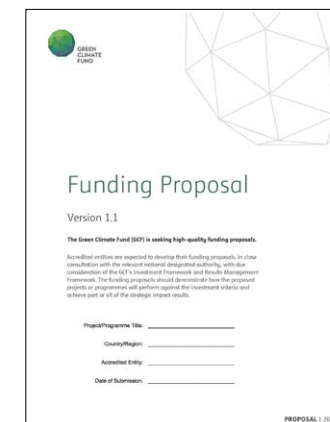 GREEN
CLIMATE
FUND
Funding Proposal
Version 1.1
The Green Climate Fund (GCF) is seeking high-quality funding proposals.
Accredited entities are expected to develop their funding proposals, in close
consultation with the relevant national designated authority, with due
consideration of the GCF's Investment Framework and Results Management
Framework. The funding proposals should demonstrate how the proposed
projects or programmes will perform against the investment criteria and
achieve part or all of the strategic impact results.
Project/Programme Title:
Country/Region:
Accredited Entity:
Date of Submission:
PROPOSAL | 20